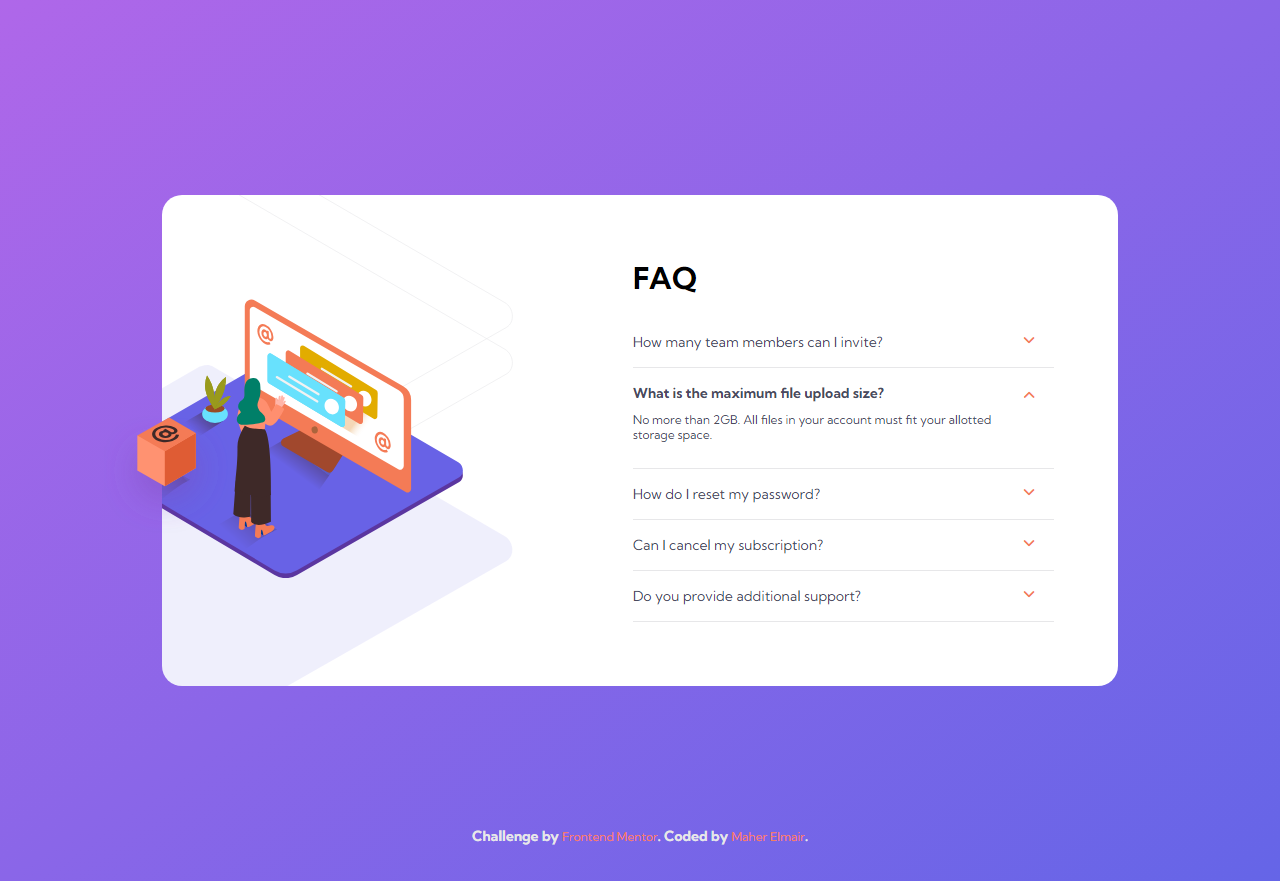 FAQ
How many team members can I invite?
What is the maximum file upload size?
No more than 2GB. All files in your account must fit your allotted
storage space.
How do I reset my password?
Can I cancel my subscription?
Do you provide additional support?
@
@
@
Challenge by Frontend Mentor. Coded by Maher Elmair.